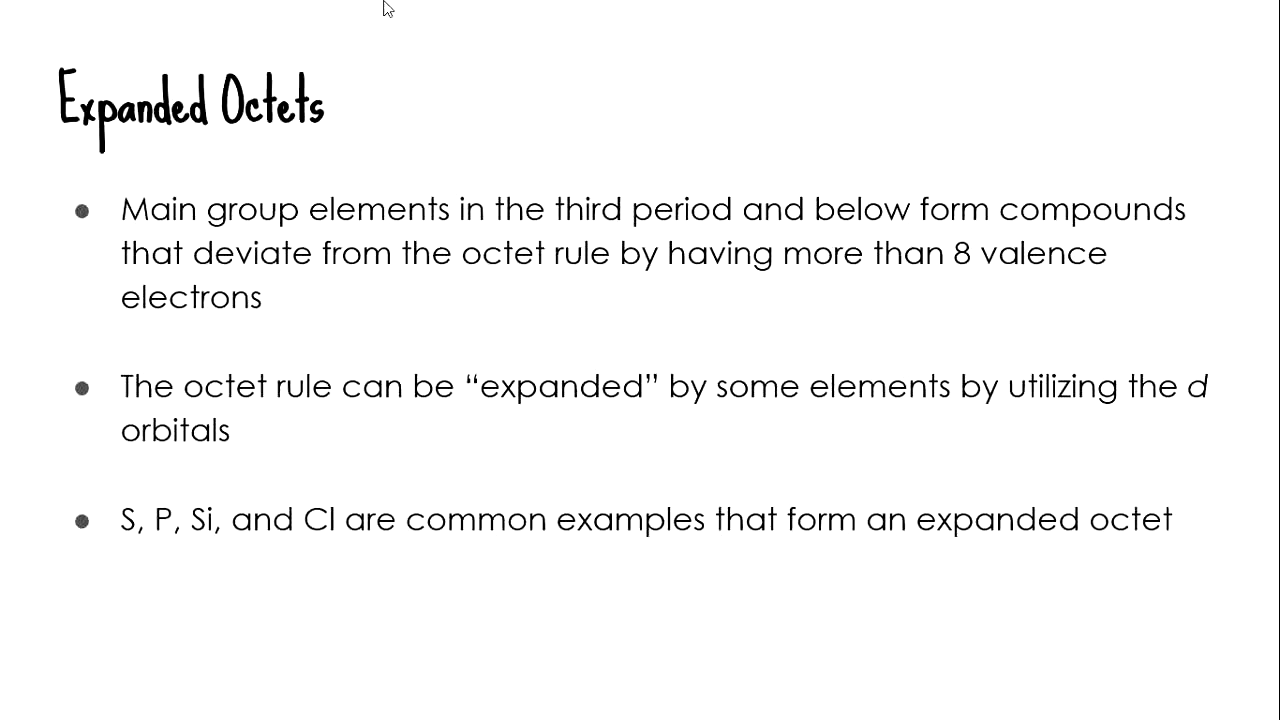 Expanded Octets
● Main group elements in the third period and below form compounds
that deviate from the octet rule by having more than 8 valence
electrons
● The octet rule can be “expanded” by some elements by utilizing the d
orbitals
● S, P, Si, and Cl are common examples that form an expanded octet